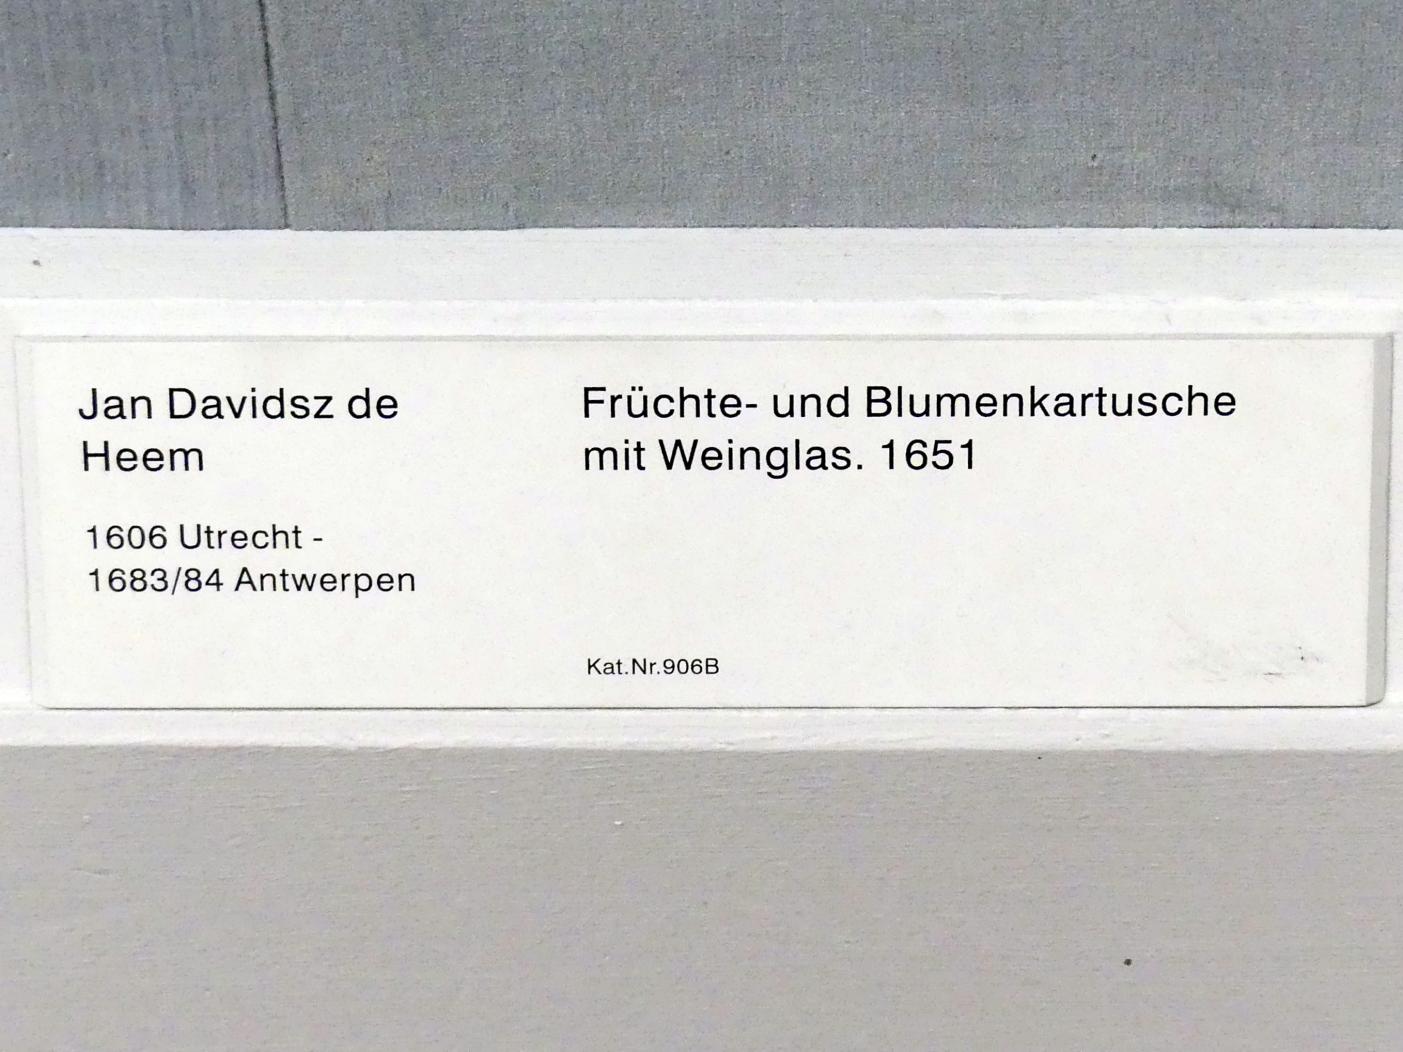 Jan Davidsz de
Heem
1606 Utrecht -
1683/84 Antwerpen
Früchte- und Blumenkartusche
mit Weinglas. 1651
Kat.Nr.906B